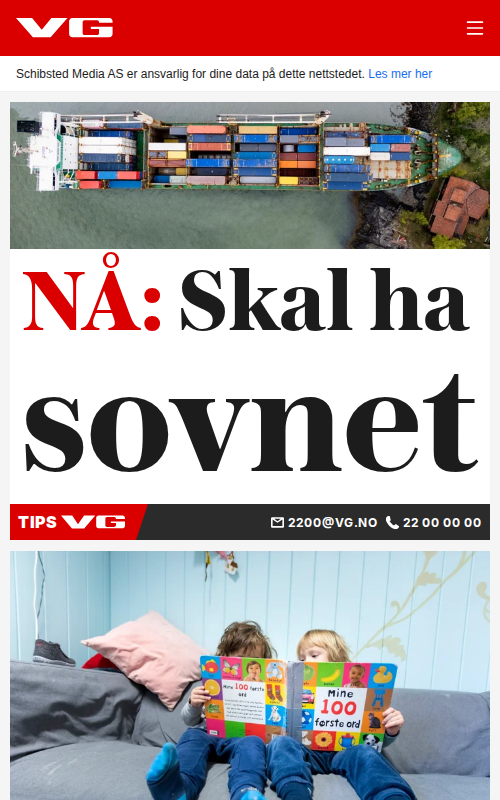 VG
Schibsted Media AS er ansvarlig for dine data på dette nettstedet. Les mer her
NÅ: Skal ha
sovnet
TIPS VG 2200@VG.NO 22 00 00 00
Mine 100 første ord
Mine
100
første ord